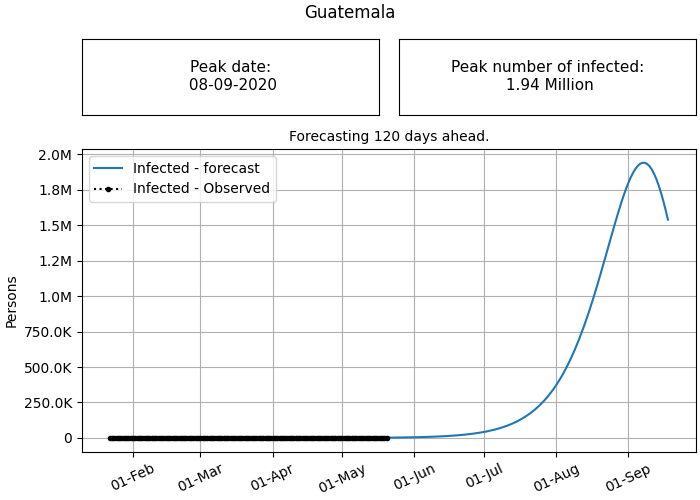 Guatemala
Peak date:
08-09-2020
Peak number of infected:
1.94 Million
Forecasting 120 days ahead.
Infected - forecast
Infected - Observed
Persons
2.0M
1.8M
1.5M
1.2M
1.0M
750.0K
500.0K
250.0K
0
01-Feb
01-Mar
01-Apr
01-May
01-Jun
01-Jul
01-Aug
01-Sep